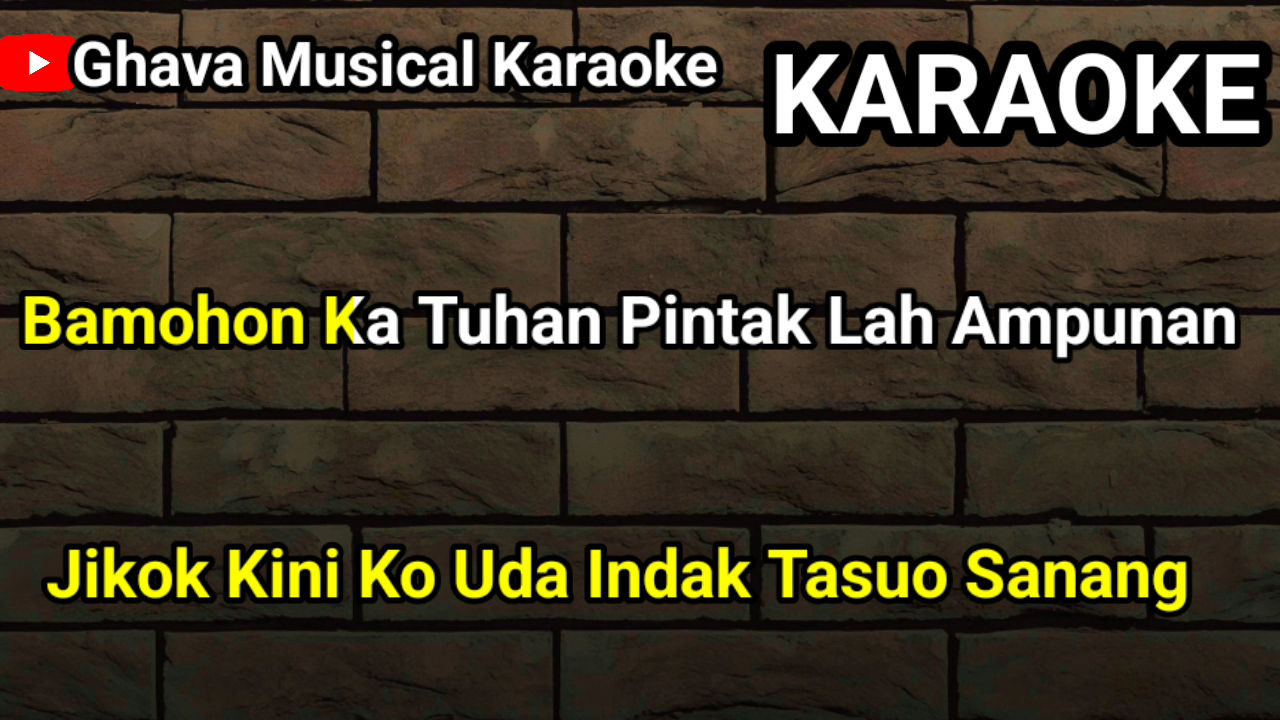 Ghava Musical Karaoke
KARAOKE
Bamohon Ka Tuhan Pintak Lah Ampunan
Jikok Kini Ko Uda Indak Tasuo Sanang